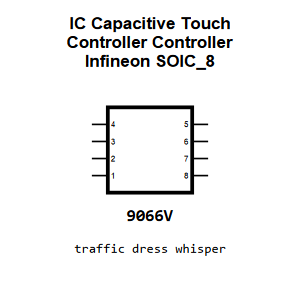 IC Capacitive Touch
Controller Controller
Infineon SOIC_8
4 5
3 6
2 7
1 8
9066V
traffic dress whisper